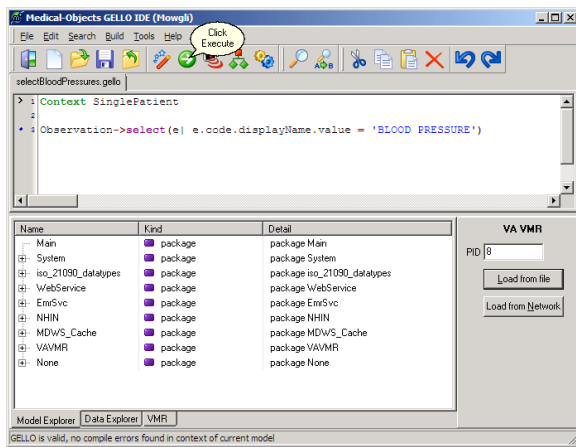 Medical-Objects GELLO IDE (Mowgli)
File Edit Search Build Tools Help
Click
Execute
selectBloodPressures.gello
1 Context SinglePatient
2
3 Observation->select(e| e.code.displayName.value = 'BLOOD PRESSURE')
Name Kind Detail
Main package package Main
System package package System
iso_21090_datatypes package package iso_21090_datatypes
WebService package package WebService
EmrSvc package package EmrSvc
NHIN package package NHIN
MDWS_Cache package package MDWS_Cache
VAVMR package package VAVMR
None package package None
VA VMR
PID 8
Load from file
Load from Network
Model Explorer Data Explorer VMR
GELLO is valid, no compile errors found in context of current model